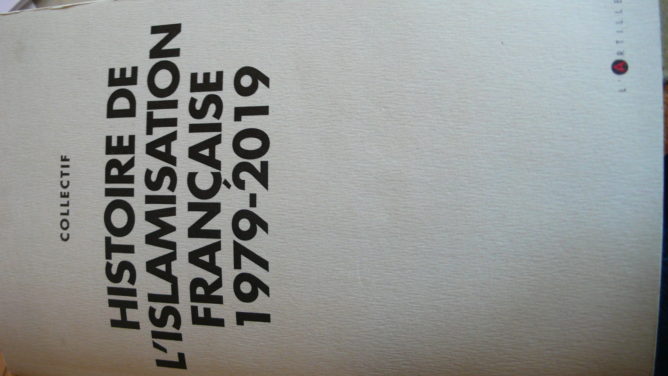 COLLECTIF
HISTOIRE DE
L'ISLAMISATION
FRANÇAISE
1979-2019